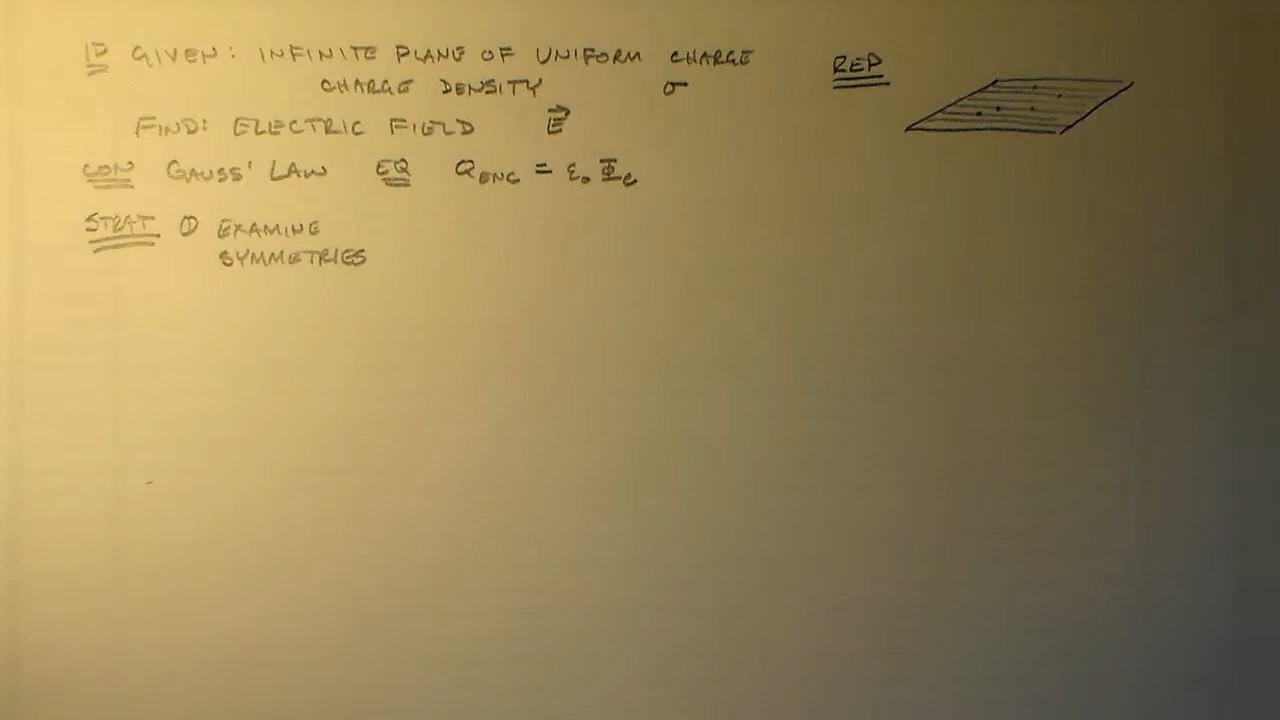 ID GIVEN: INFINITE PLANE OF UNIFORM CHARGE
CHARGE DENSITY σ
FIND: ELECTRIC FIELD E⃗
CON GAUSS' LAW EQ Q_ENC = ε₀ Φ_e
STRAT ① EXAMINE
SYMMETRIES
REP